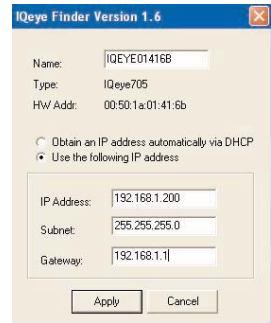 IQeye Finder Version 1.6
Name: IQEYE01416B
Type: IQeye705
HW Addr: 00:50:1a:01:41:6b
Obtain an IP address automatically via DHCP
Use the following IP address
IP Address: 192.168.1.200
Subnet: 255.255.255.0
Gateway: 192.168.1.1
Apply Cancel